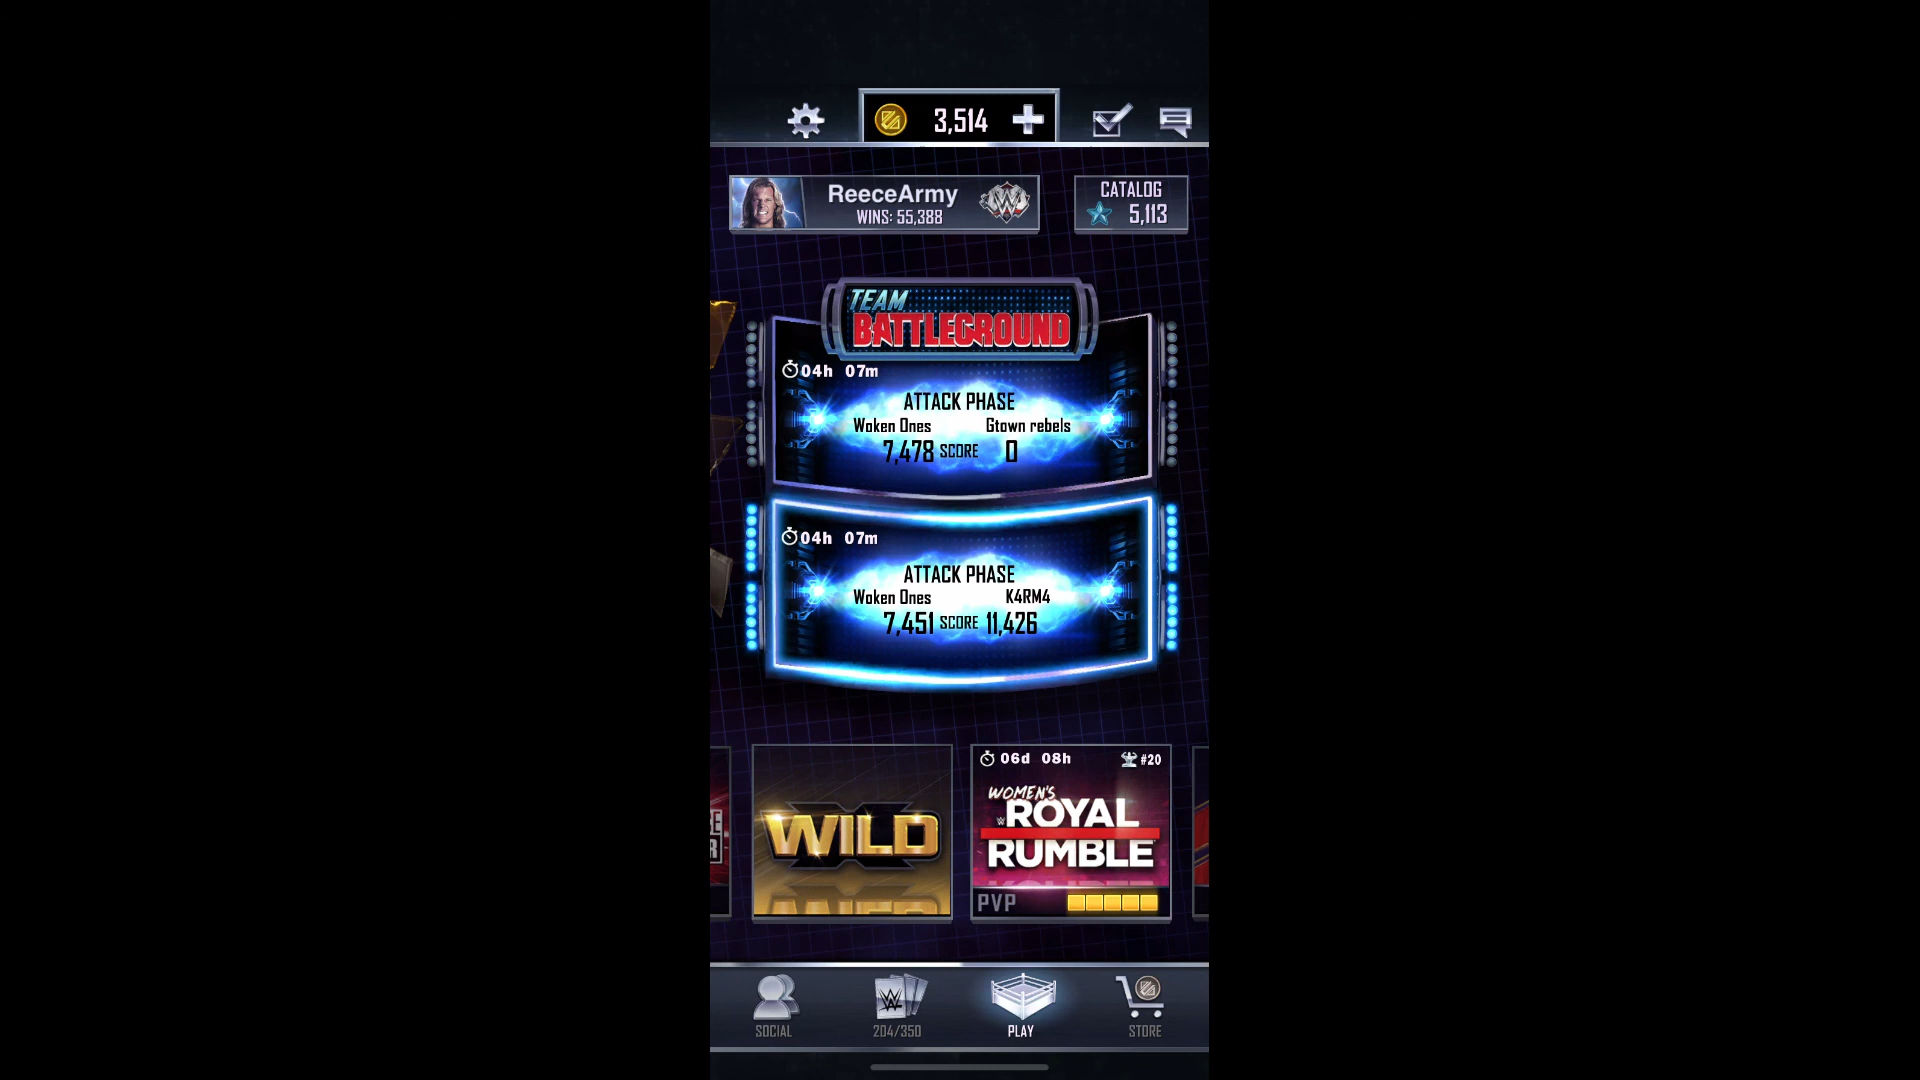 3,514
ReeceArmy
WINS: 55,388
CATALOG
5,113
TEAM
BATTLEGROUND
04h 07m
ATTACK PHASE
Woken Ones Gtown rebels
7,478 SCORE 0
04h 07m
ATTACK PHASE
Woken Ones K4RM4
7,451 SCORE 11,426
WILD
06d 08h #20
WOMEN'S
ROYAL
RUMBLE
PVP
SOCIAL
204/350
PLAY
STORE